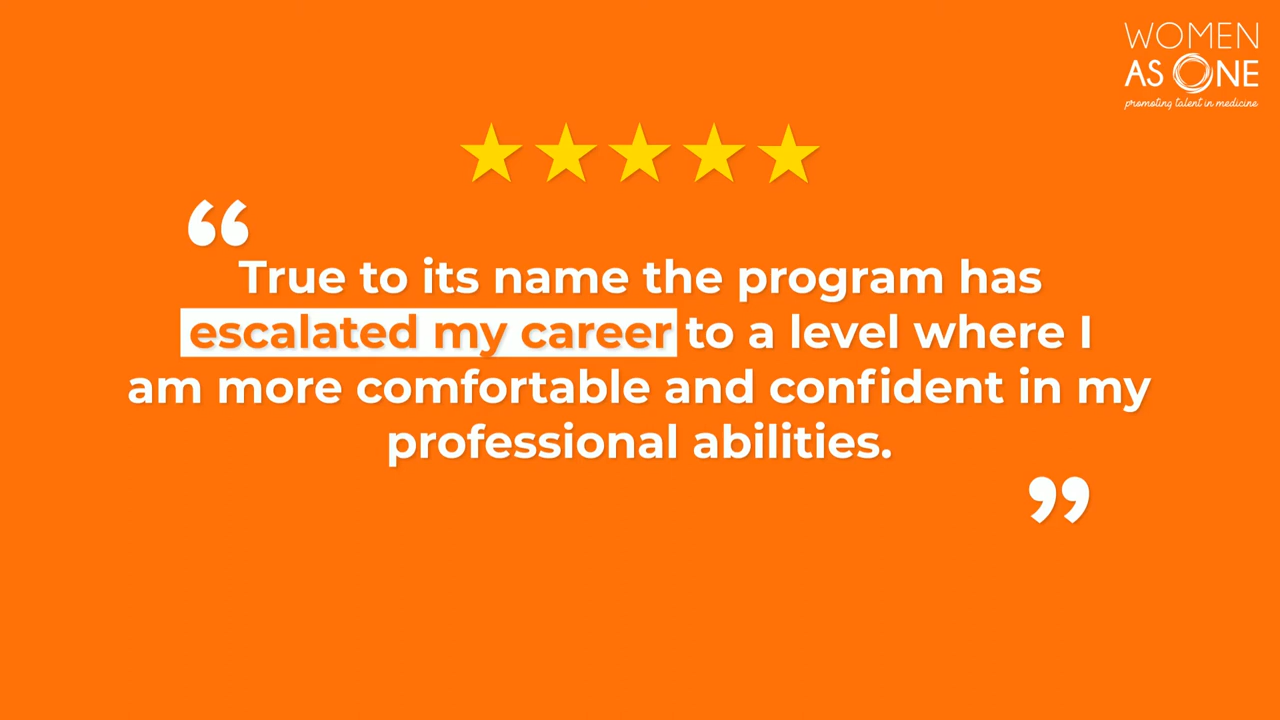 WOMEN
AS ONE
promoting talent in medicine
“
True to its name the program has
escalated my career to a level where I
am more comfortable and confident in my
professional abilities.
”